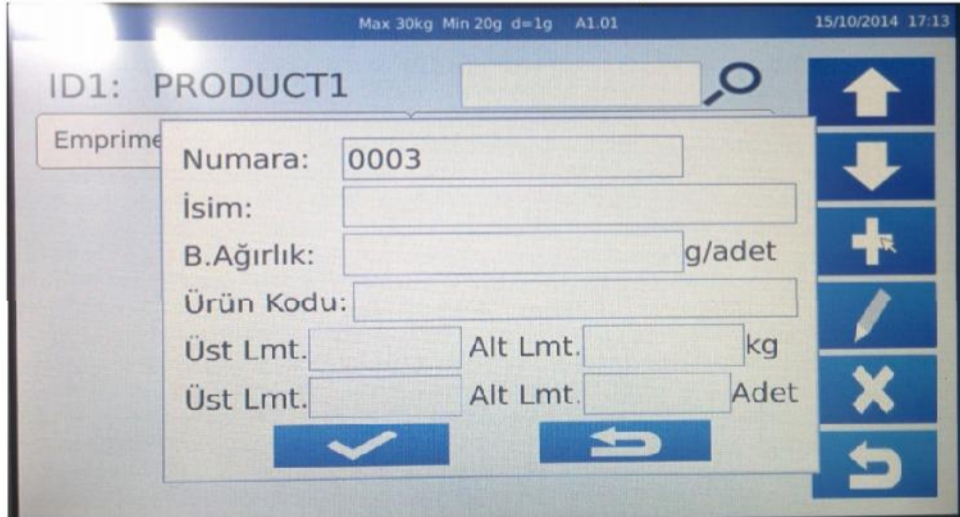 Max 30kg Min 20g d=1g A1.01 15/10/2014 17:13
ID1: PRODUCT1
Emprime
Numara: 0003
İsim:
B.Ağırlık: g/adet
Ürün Kodu:
Üst Lmt. Alt Lmt. kg
Üst Lmt. Alt Lmt. Adet